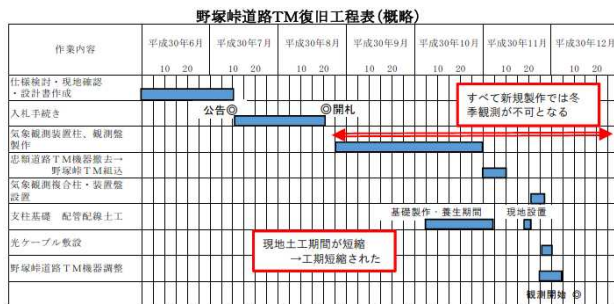 野塚峠道路TM復旧工程表(概略)
作業内容 平成30年6月 平成30年7月 平成30年8月 平成30年9月 平成30年10月 平成30年11月 平成30年12月
10 20 10 20 10 20 10 20 10 20 10 20 10 20
仕様検討・現地確認
・設計書作成
公告◎ ◎開札
入札手続き
すべて新規製作では冬
季観測が不可となる
気象観測装置柱、観測盤
製作
忠類道路TM機器撤去→
野塚峠TM組込
気象観測複合柱・装置盤
設置
基礎製作・養生期間 現地設置
支柱基礎 配管配線土工
現地土工期間が短縮
→工期短縮された
光ケーブル敷設
野塚峠道路TM機器調整
観測開始 ◎